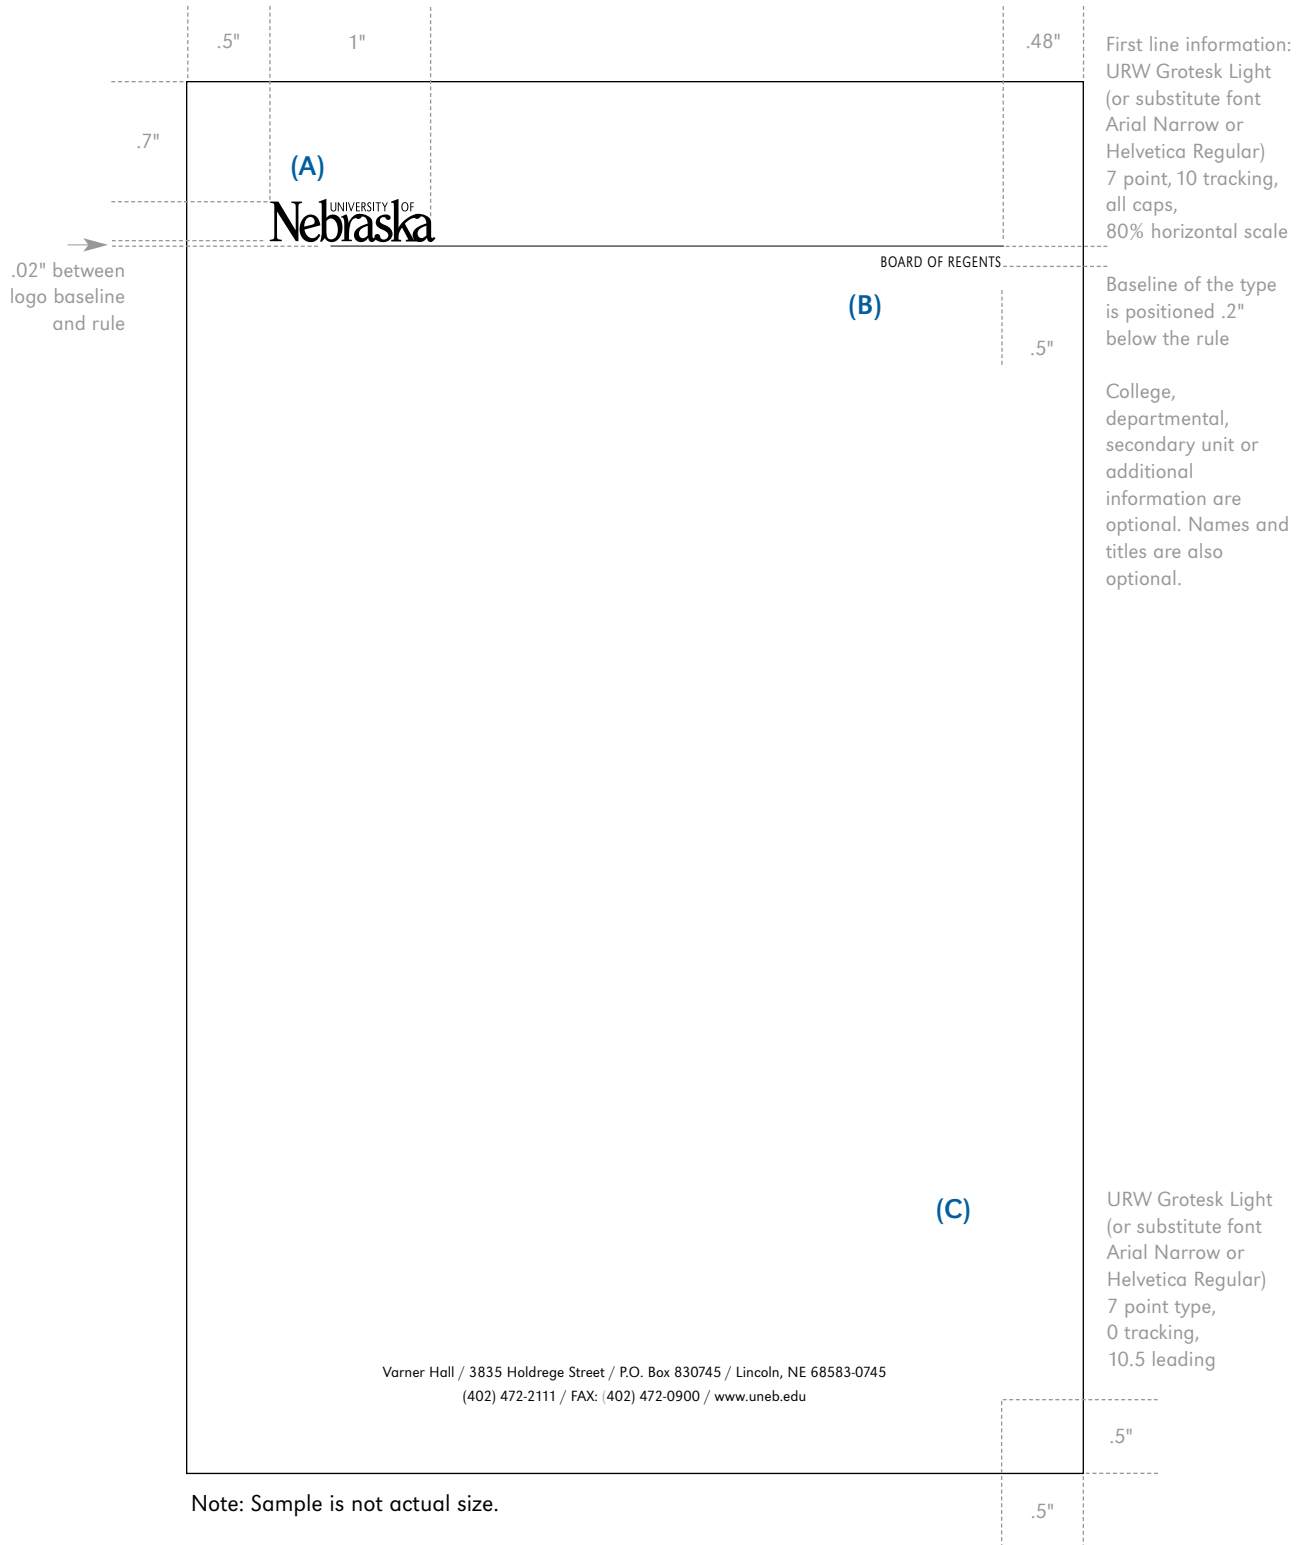 .5"
1"
.48"
First line information:
URW Grotesk Light
(or substitute font
Arial Narrow or
Helvetica Regular)
7 point, 10 tracking,
all caps,
80% horizontal scale
.7"
(A)
UNIVERSITY OF
Nebraska
.02" between
logo baseline
and rule
BOARD OF REGENTS
(B)
.5"
Baseline of the type
is positioned .2"
below the rule
College,
departmental,
secondary unit or
additional
information are
optional. Names and
titles are also
optional.
(C)
URW Grotesk Light
(or substitute font
Arial Narrow or
Helvetica Regular)
7 point type,
0 tracking,
10.5 leading
Varner Hall / 3835 Holdrege Street / P.O. Box 830745 / Lincoln, NE 68583-0745
(402) 472-2111 / FAX: (402) 472-0900 / www.uneb.edu
.5"
Note: Sample is not actual size.
.5"